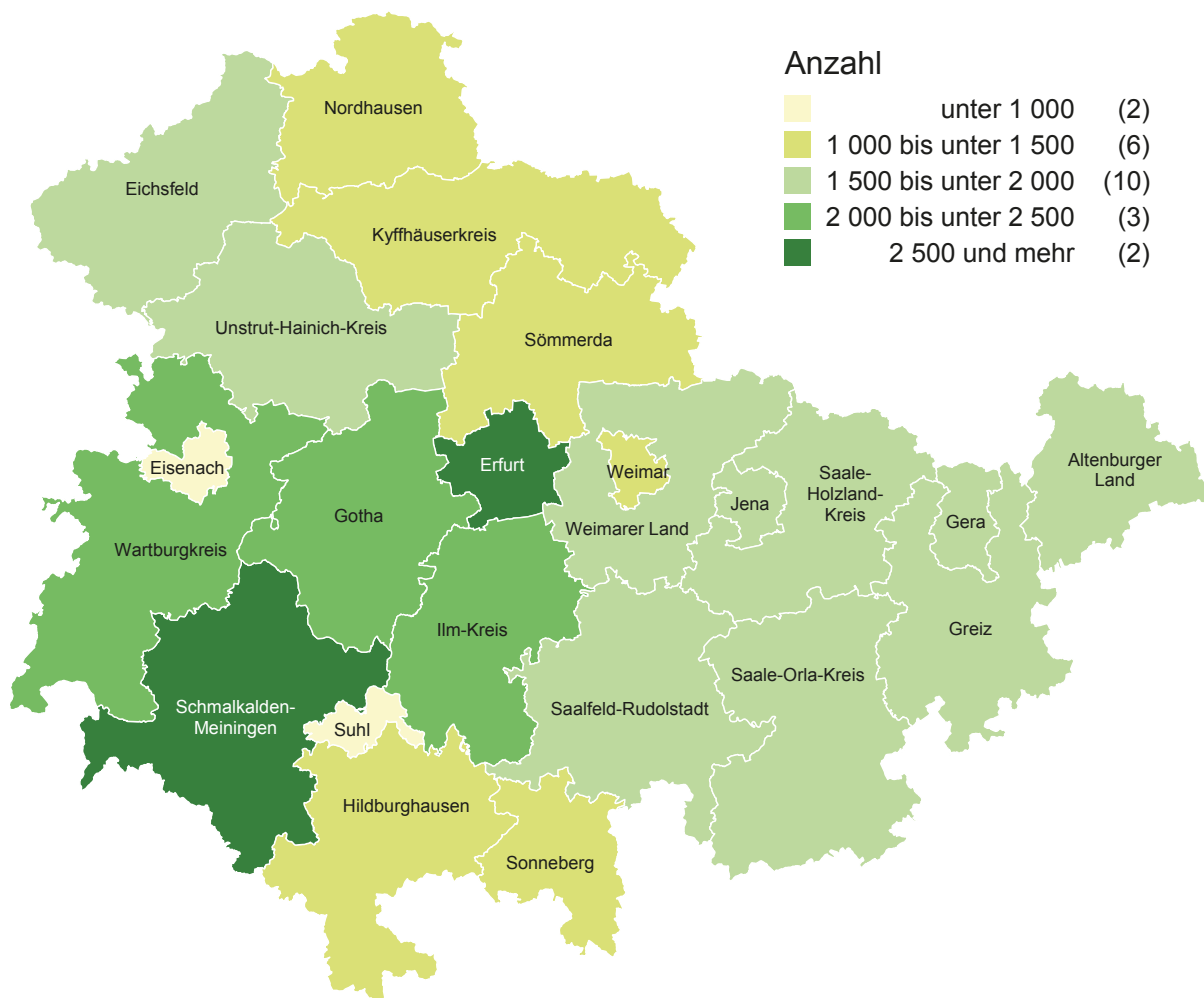 Anzahl
unter 1 000 (2)
1 000 bis unter 1 500 (6)
1 500 bis unter 2 000 (10)
2 000 bis unter 2 500 (3)
2 500 und mehr (2)
Nordhausen
Eichsfeld
Kyffhäuserkreis
Unstrut-Hainich-Kreis
Sömmerda
Eisenach
Erfurt
Weimar
Saale-
Holzland-
Kreis
Altenburger
Land
Jena
Gotha
Weimarer Land
Gera
Wartburgkreis
Ilm-Kreis
Greiz
Saale-Orla-Kreis
Schmalkalden-
Meiningen
Suhl
Saalfeld-Rudolstadt
Hildburghausen
Sonneberg